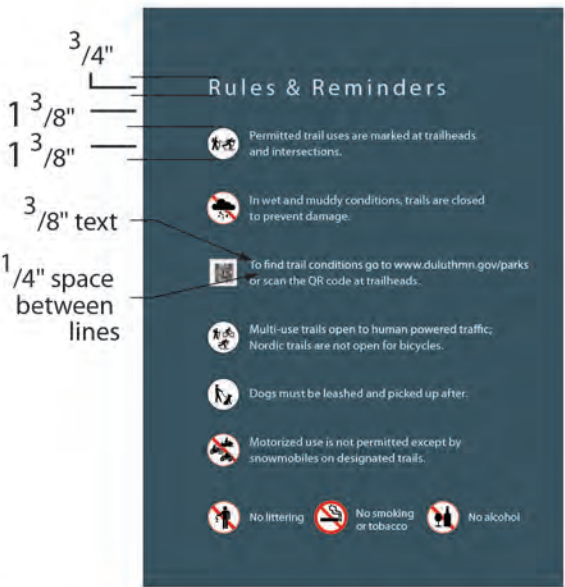 3/4"
Rules & Reminders
1 3/8"
1 3/8"
Permitted trail uses are marked at trailheads
and intersections.
In wet and muddy conditions, trails are closed
to prevent damage.
3/8" text
To find trail conditions go to www.duluthmn.gov/parks
or scan the QR code at trailheads.
1/4" space
between
lines
Multi-use trails open to human powered traffic;
Nordic trails are not open for bicycles.
Dogs must be leashed and picked up after.
Motorized use is not permitted except by
snowmobiles on designated trails.
No littering
No smoking
or tobacco
No alcohol